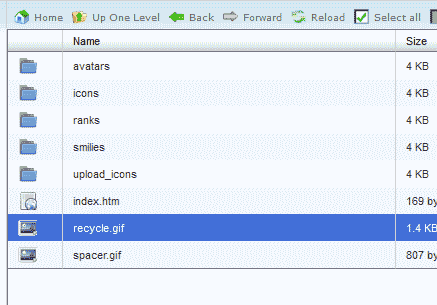 Home Up One Level Back Forward Reload Select all
Name Size
avatars 4 KB
icons 4 KB
ranks 4 KB
smilies 4 KB
upload_icons 4 KB
index.htm 169 by
recycle.gif 1.4 KB
spacer.gif 807 by